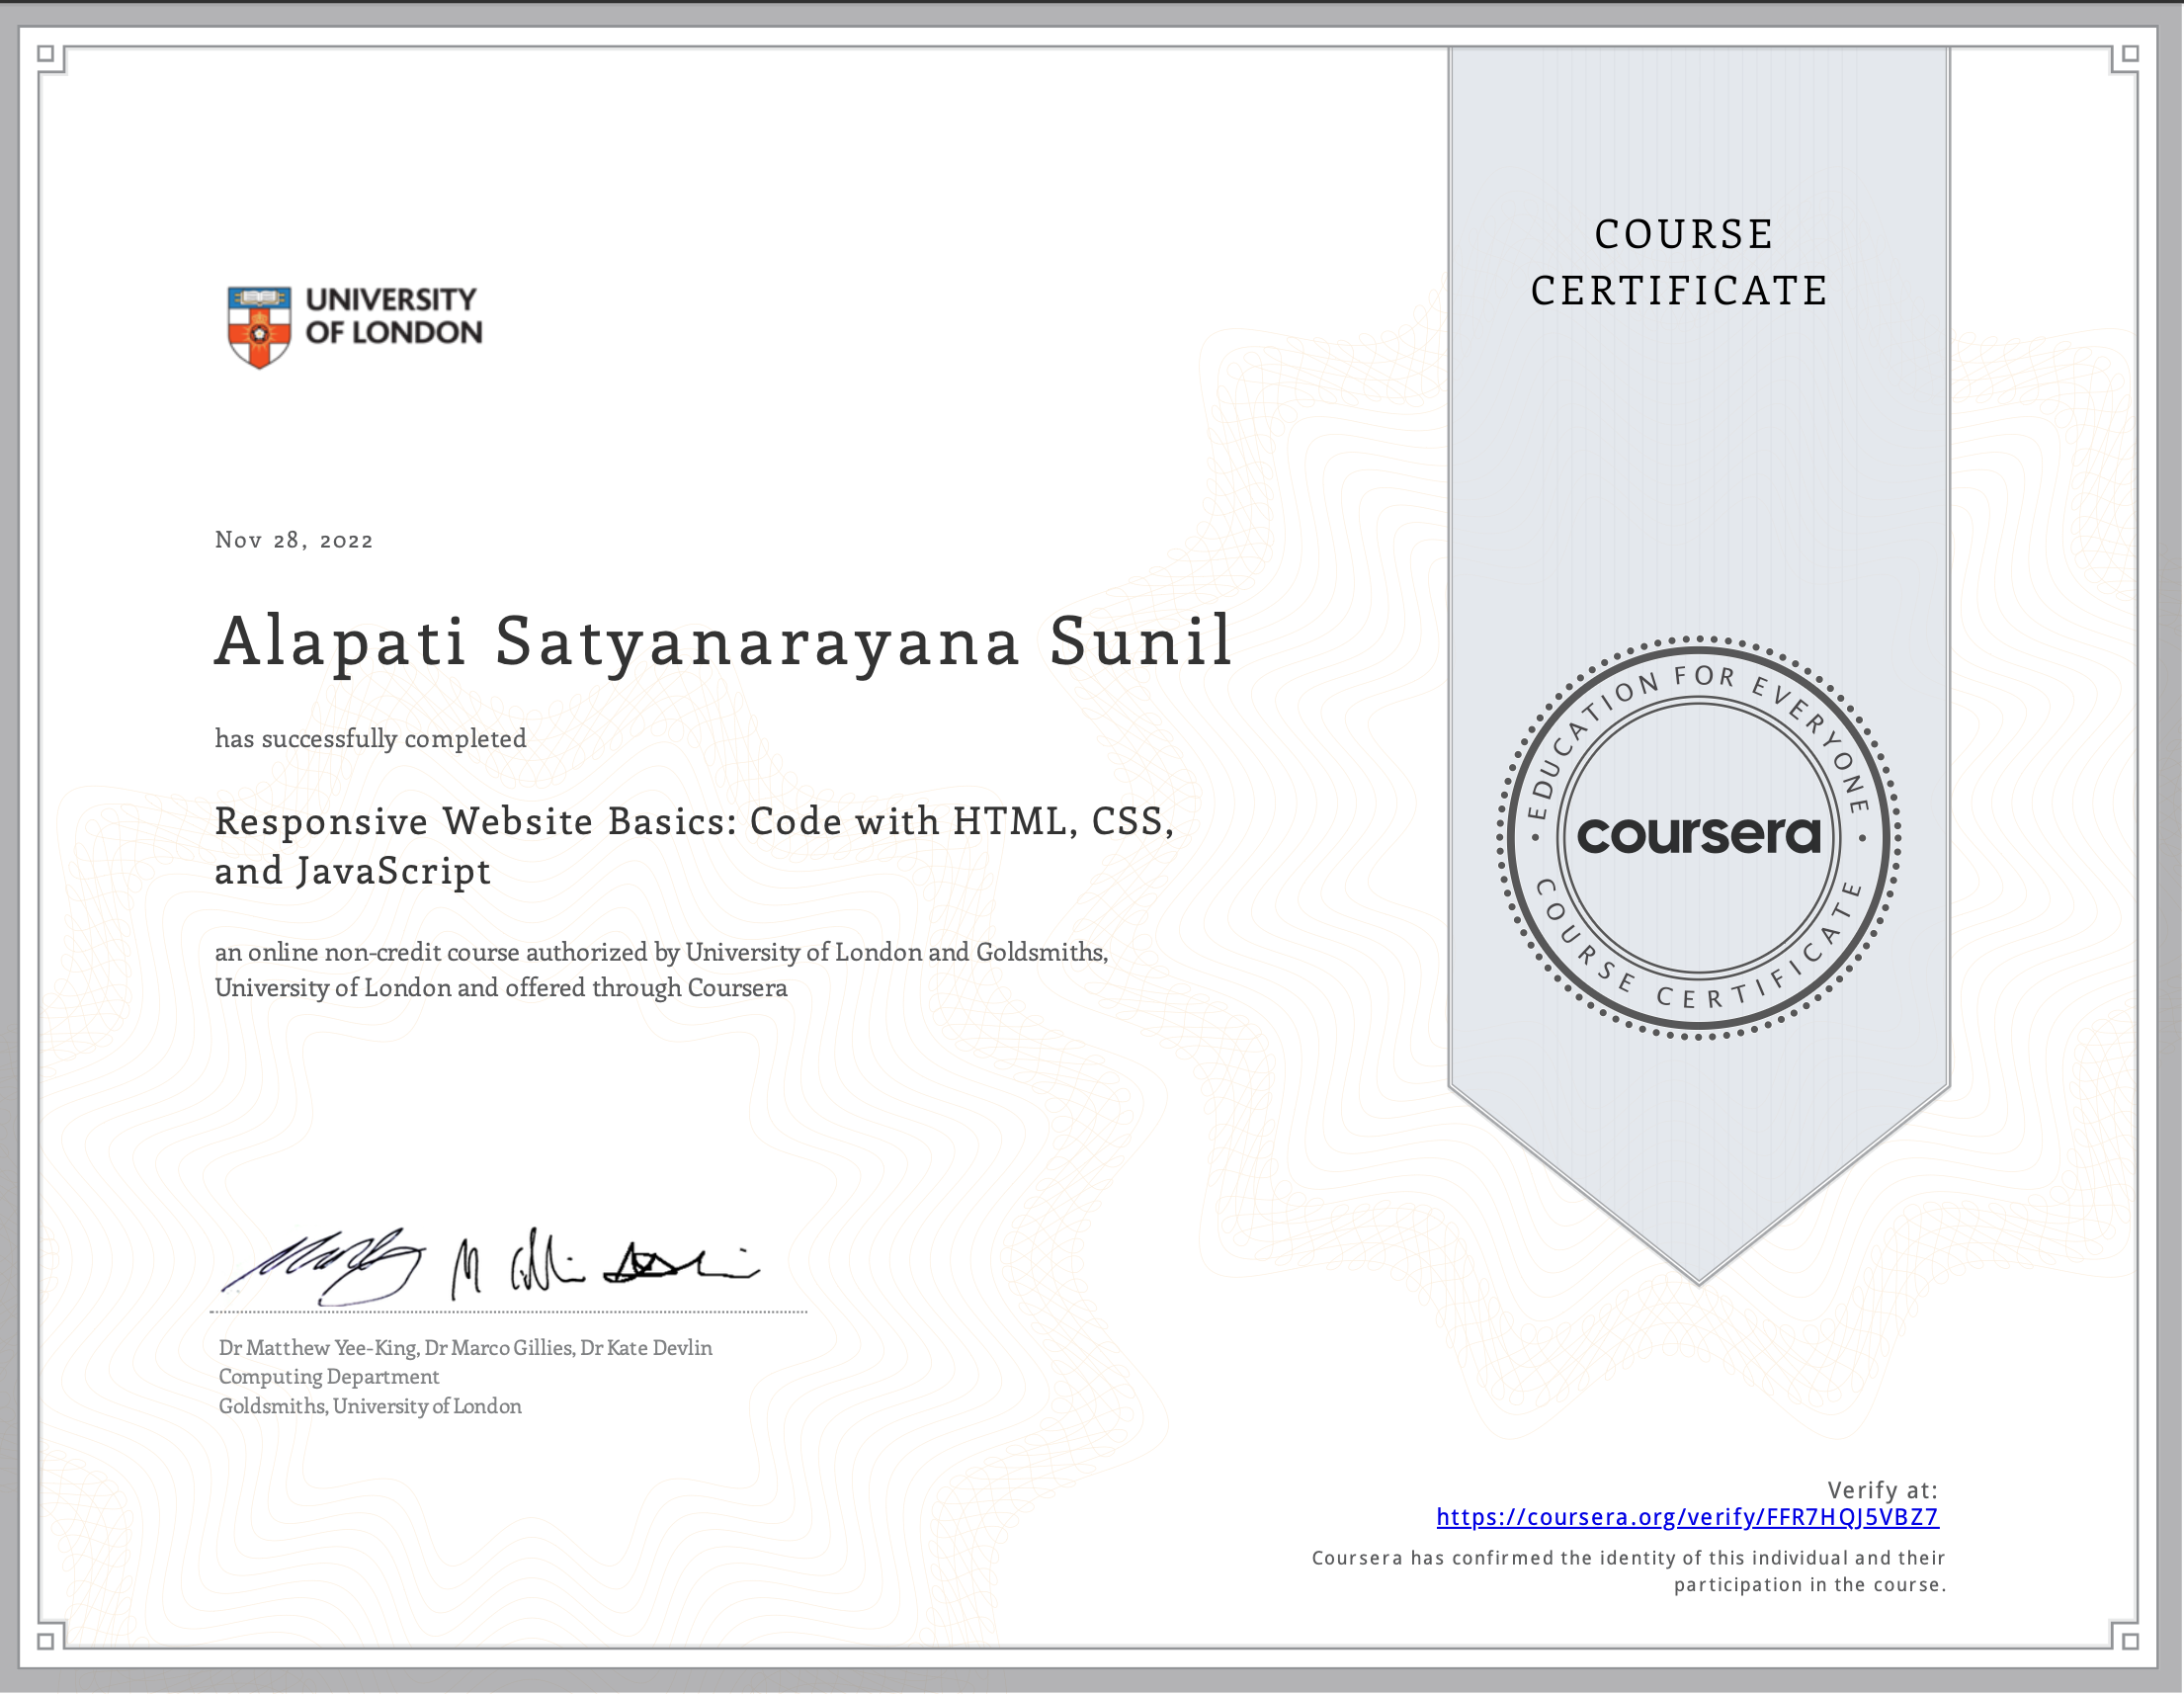 COURSE
CERTIFICATE
UNIVERSITY
OF LONDON
Nov 28, 2022
Alapati Satyanarayana Sunil
has successfully completed
Responsive Website Basics: Code with HTML, CSS,
and JavaScript
an online non-credit course authorized by University of London and Goldsmiths,
University of London and offered through Coursera
EDUCATION FOR EVERYONE
coursera
COURSE CERTIFICATE
Dr Matthew Yee-King, Dr Marco Gillies, Dr Kate Devlin
Computing Department
Goldsmiths, University of London
Verify at:
https://coursera.org/verify/FFR7HQJ5VBZ7
Coursera has confirmed the identity of this individual and their
participation in the course.